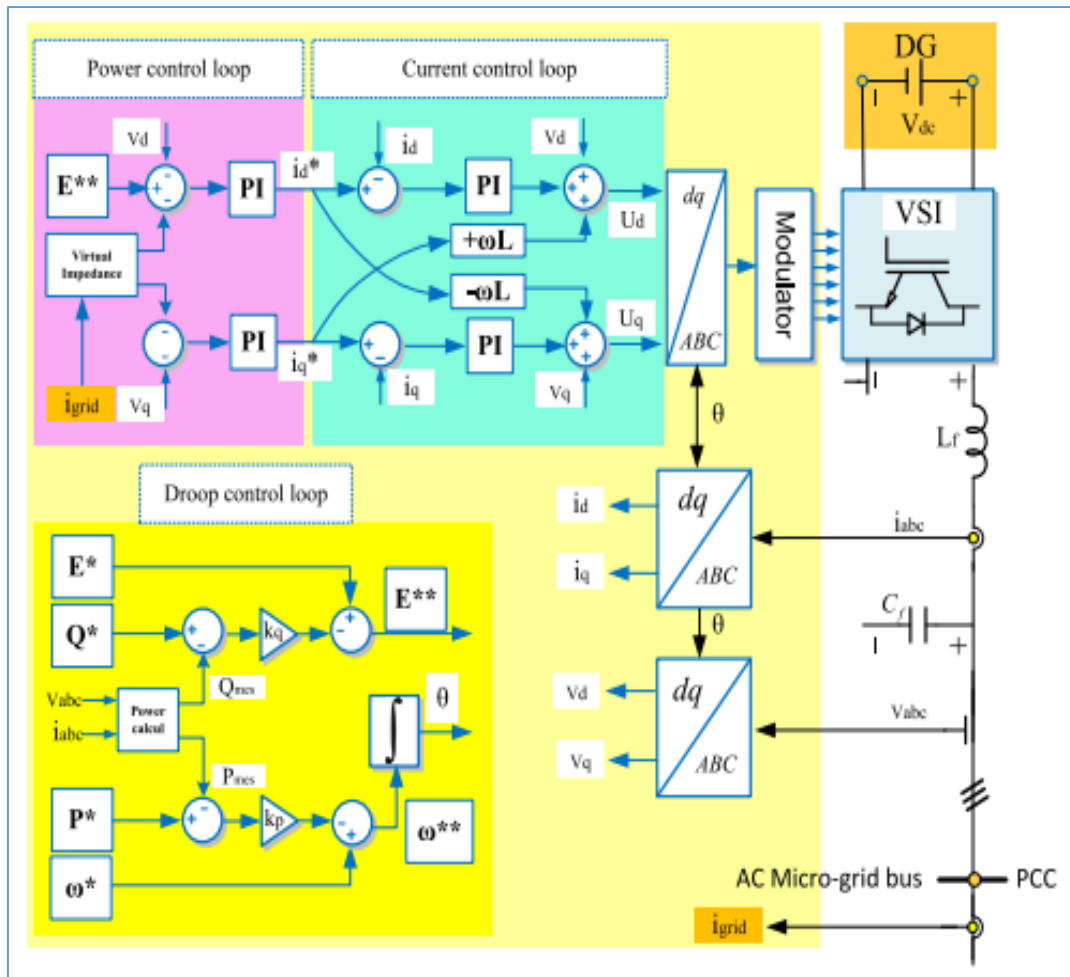 Power control loop
Current control loop
DG
Vdc
Vd
E**
PI
id*
id
PI
Vd
Ud
dq
ABC
Modulator
VSI
Virtual
Impedance
+ωL
-ωL
PI
iq*
iq
PI
Uq
Vq
igrid
Vq
θ
Lf
Droop control loop
id
iq
dq
ABC
iabc
E*
E**
Q*
kq
θ
Cf
Vabc
iabc
Power
calcul
Qmes
θ
Vd
Vq
dq
ABC
Vabc
∫
Pmes
P*
kp
ω**
ω*
AC Micro-grid bus
PCC
igrid